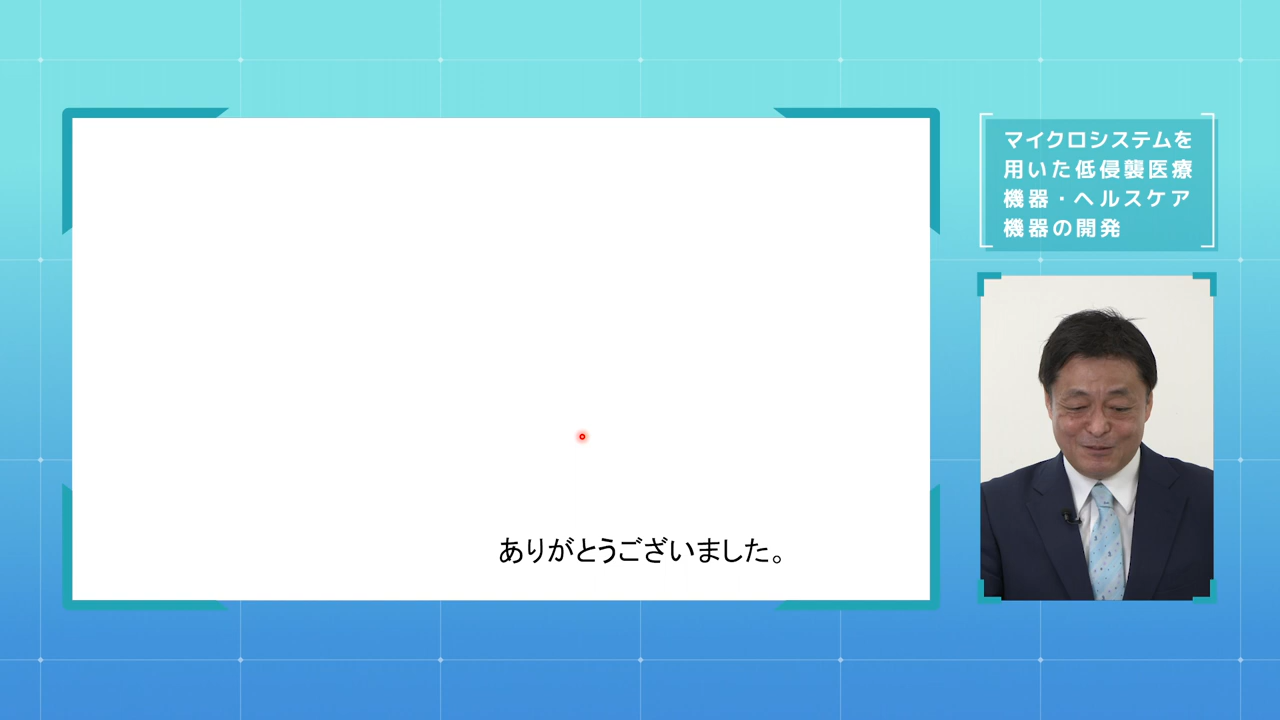 マイクロシステムを
用いた低侵襲医療
機器・ヘルスケア
機器の開発
ありがとうございました。